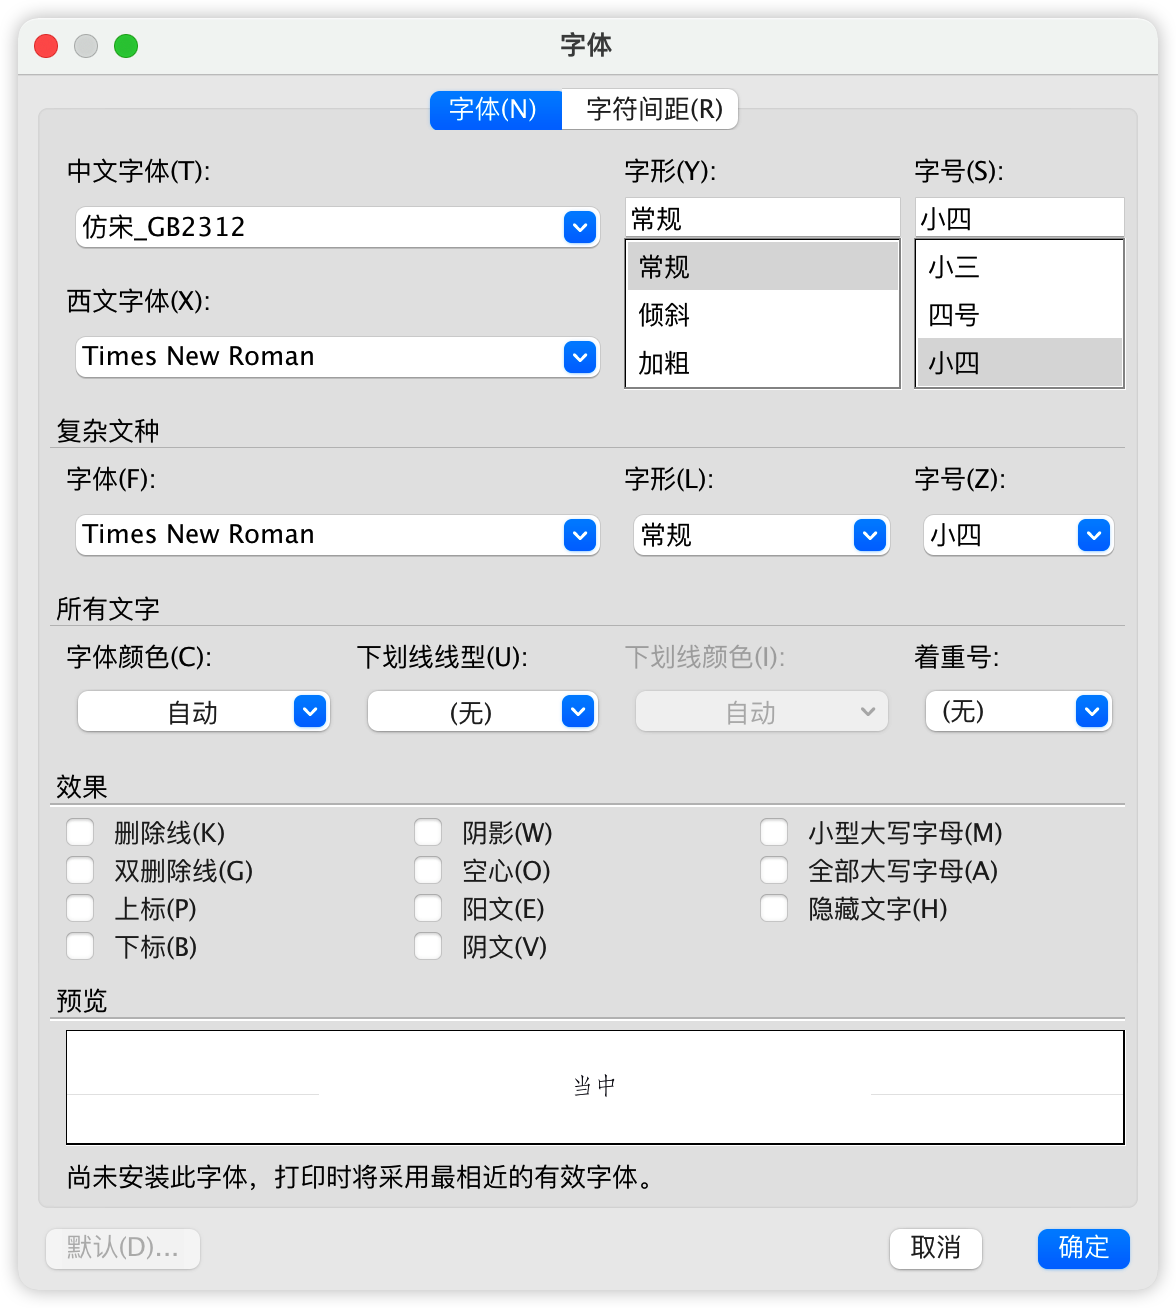 字体
字体(N) 字符间距(R)
中文字体(T): 字形(Y): 字号(S):
仿宋_GB2312 常规 小四
常规 小三
西文字体(X): 倾斜 四号
Times New Roman 加粗 小四
复杂文种
字体(F): 字形(L): 字号(Z):
Times New Roman 常规 小四
所有文字
字体颜色(C): 下划线线型(U): 下划线颜色(I): 着重号:
自动 (无) 自动 (无)
效果
删除线(K) 阴影(W) 小型大写字母(M)
双删除线(G) 空心(O) 全部大写字母(A)
上标(P) 阳文(E) 隐藏文字(H)
下标(B) 阴文(V)
预览
当中
尚未安装此字体，打印时将采用最相近的有效字体。
默认(D)... 取消 确定